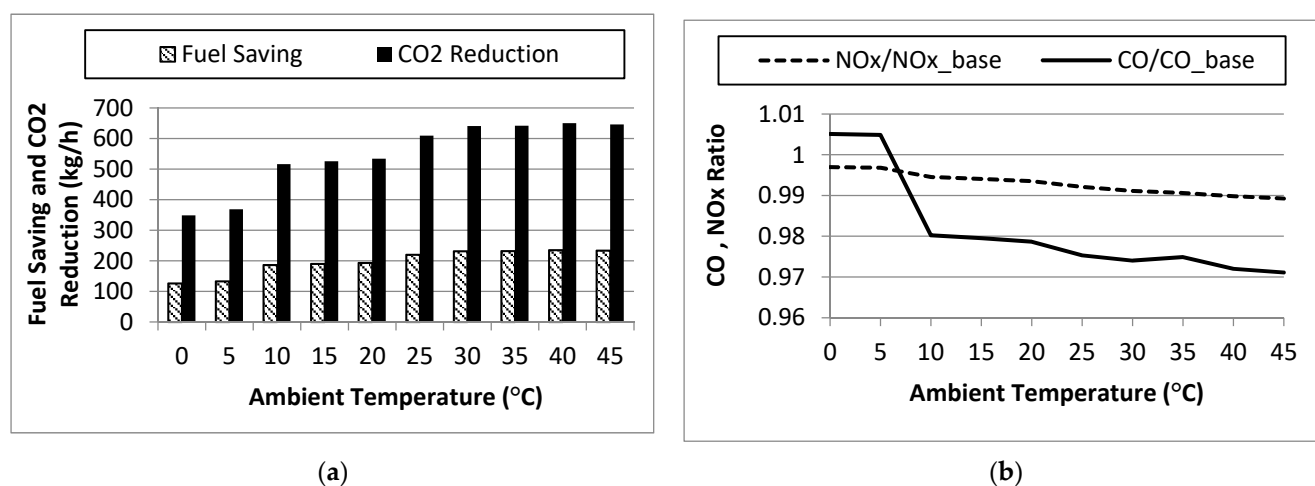 Fuel Saving CO2 Reduction
Fuel Saving and CO2
Reduction (kg/h)
700
600
500
400
300
200
100
0
0 5 10 15 20 25 30 35 40 45
Ambient Temperature (°C)
(a)
NOx/NOx_base CO/CO_base
CO , NOx Ratio
1.01
1
0.99
0.98
0.97
0.96
0 5 10 15 20 25 30 35 40 45
Ambient Temperature (°C)
(b)